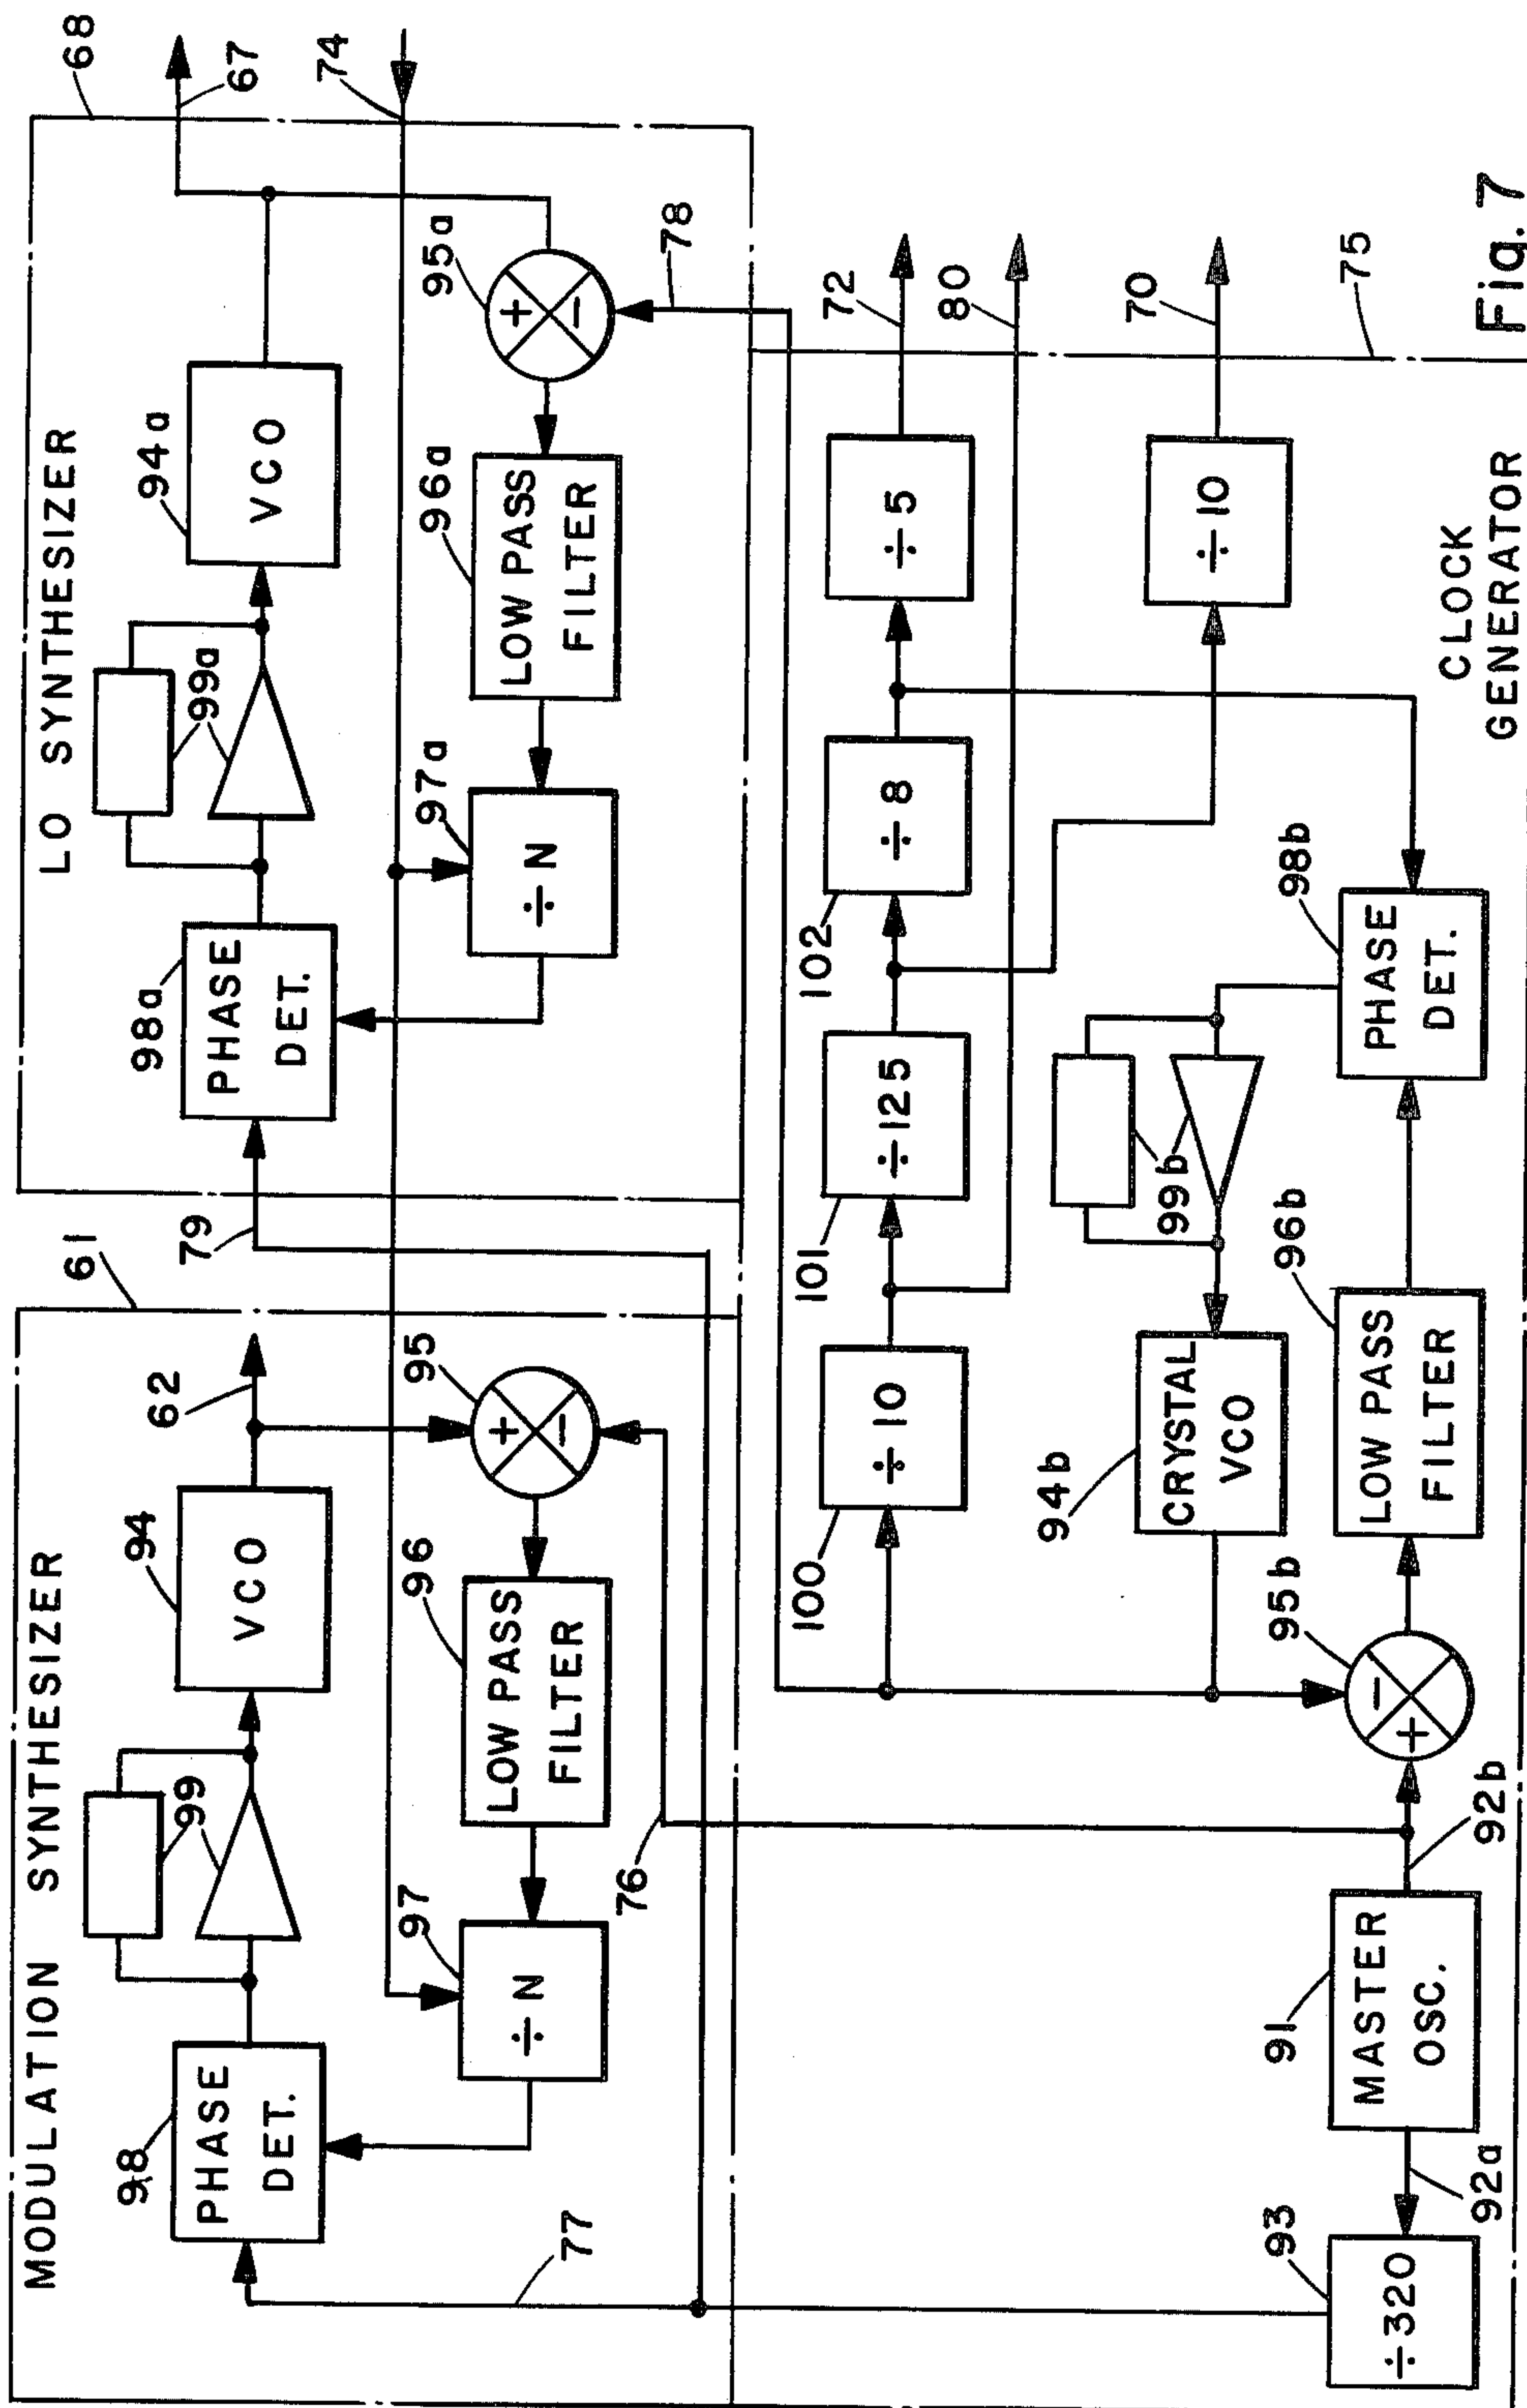 MODULATION SYNTHESIZER
61
98
PHASE
DET.
99
94
VCO
62
77
97
÷ N
96
LOW PASS
FILTER
95
+
−
76
LO SYNTHESIZER
68
79
98a
PHASE
DET.
99a
94a
VCO
67
74
97a
÷ N
96a
LOW PASS
FILTER
95a
+
−
78
100
÷ 10
101
÷125
102
÷ 8
÷ 5
72
80
÷ 10
70
94b
CRYSTAL
VCO
99b
98b
PHASE
DET.
93
÷320
92a
91
MASTER
OSC.
92b
95b
−
+
96b
LOW PASS
FILTER
CLOCK
GENERATOR
75
Fig. 7